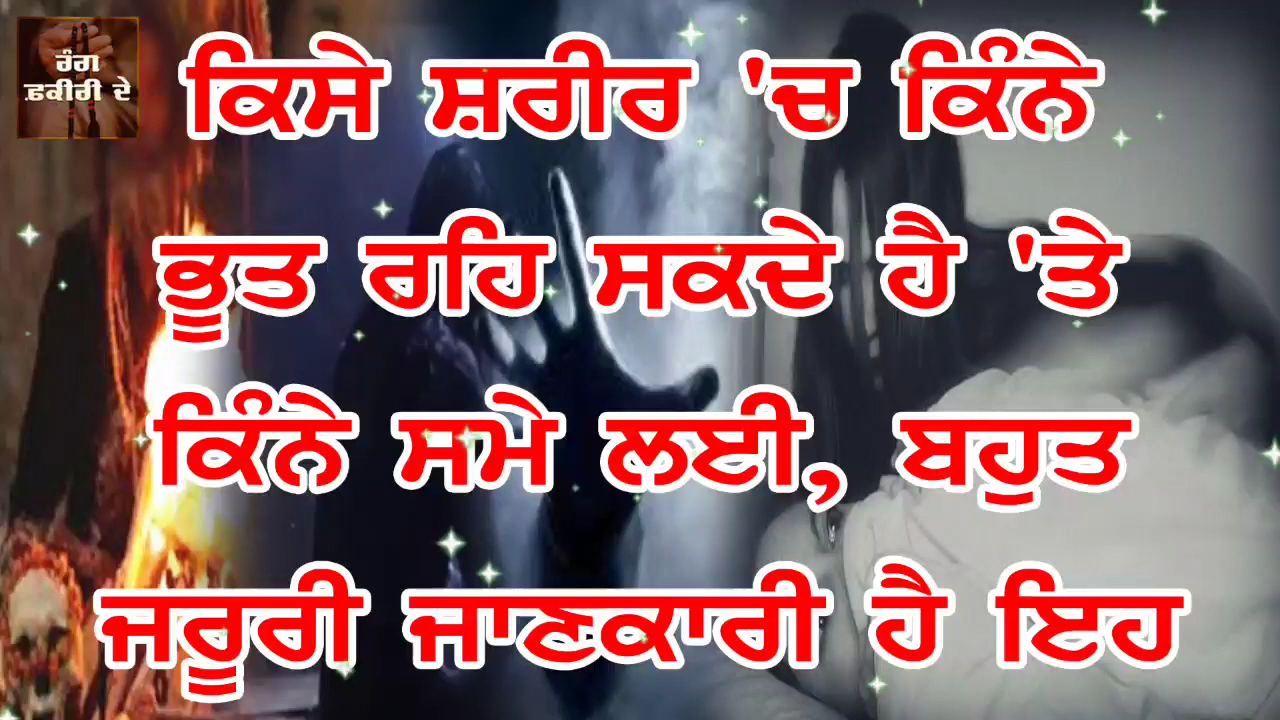 ਰੰਗ
ਫ਼ਕੀਰੀ ਦੇ
ਕਿਸੇ ਸ਼ਰੀਰ 'ਚ ਕਿੰਨੇ
ਭੂਤ ਰਹਿ ਸਕਦੇ ਹੈ 'ਤੇ
ਕਿੰਨੇ ਸਮੇ ਲਈ, ਬਹੁਤ
ਜਰੂਰੀ ਜਾਣਕਾਰੀ ਹੈ ਇਹ